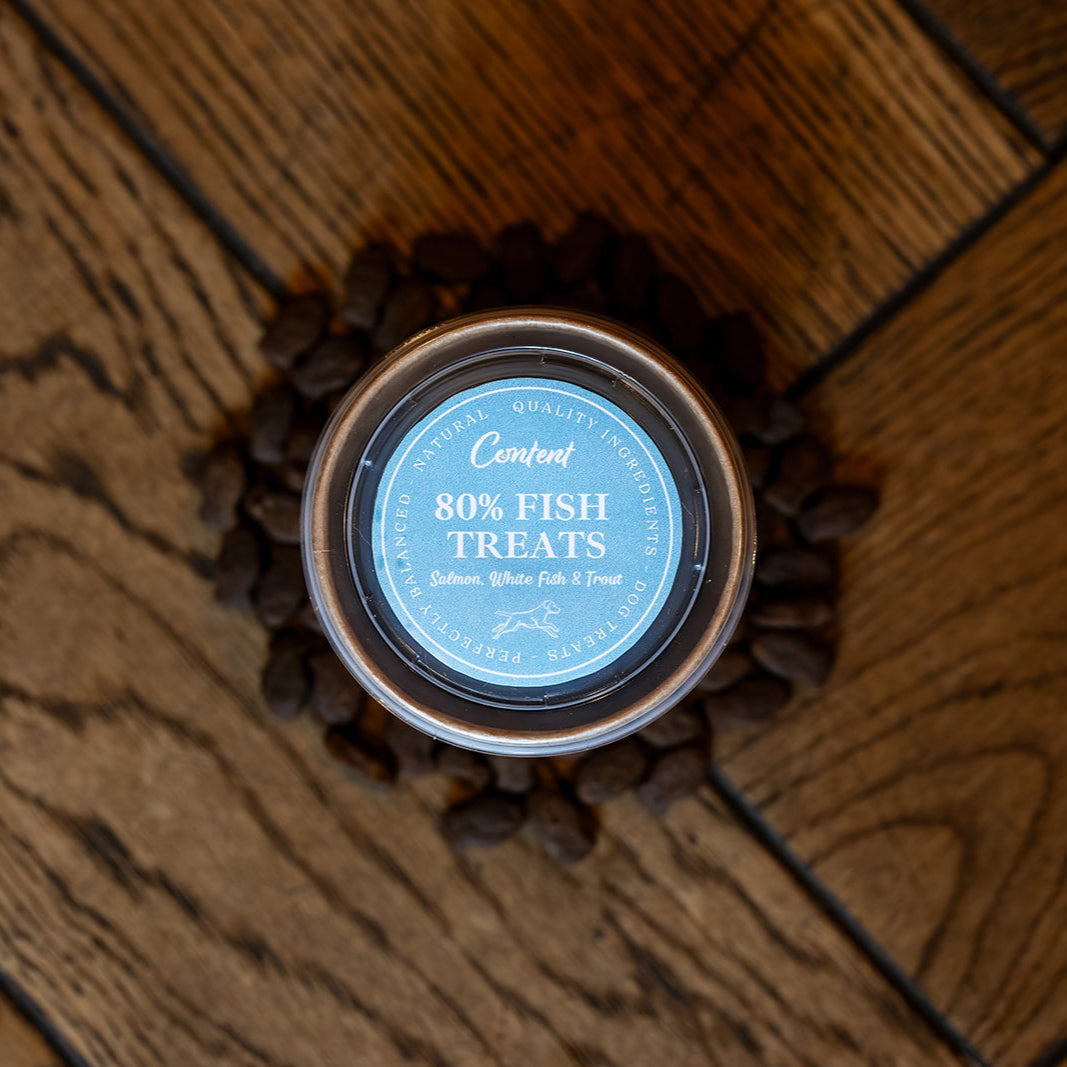 Content
80% FISH
TREATS
Salmon, White Fish & Trout
NATURAL - QUALITY INGREDIENTS - DOG TREATS - PERFECTLY BALANCED -